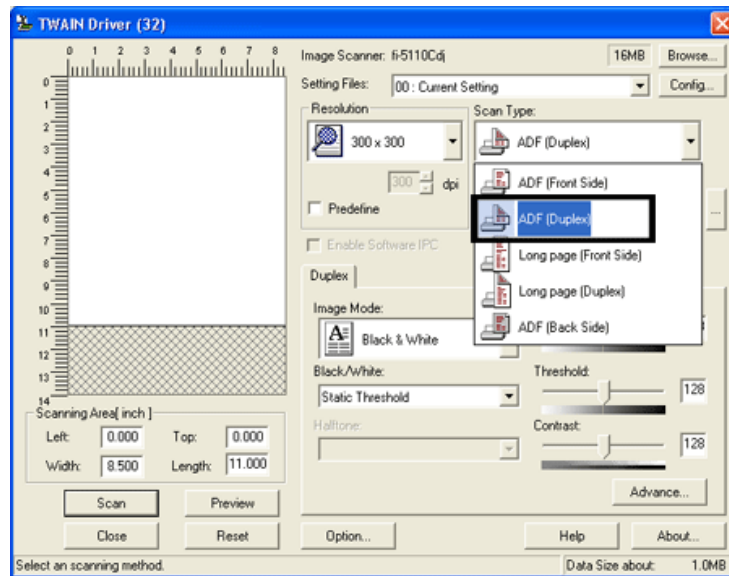 TWAIN Driver (32)
0 1 2 3 4 5 6 7 8
0
1
2
3
4
5
6
7
8
9
10
11
12
13
14
Scanning Area[ inch ]
Left: 0.000 Top: 0.000
Width: 8.500 Length: 11.000
Scan Preview
Close Reset
Image Scanner: fi-5110Cdj 16MB Browse...
Setting Files: 00 : Current Setting Config...
Resolution
300 x 300
300 dpi
Predefine
Scan Type:
ADF (Duplex)
ADF (Front Side)
ADF (Duplex)
Long page (Front Side)
Long page (Duplex)
ADF (Back Side)
...
Enable Software IPC
Duplex
Image Mode:
Black & White
Black/White:
Static Threshold
Halftone:
Threshold:
128
Contrast:
128
Advance...
Option... Help About...
Select an scanning method. Data Size about: 1.0MB